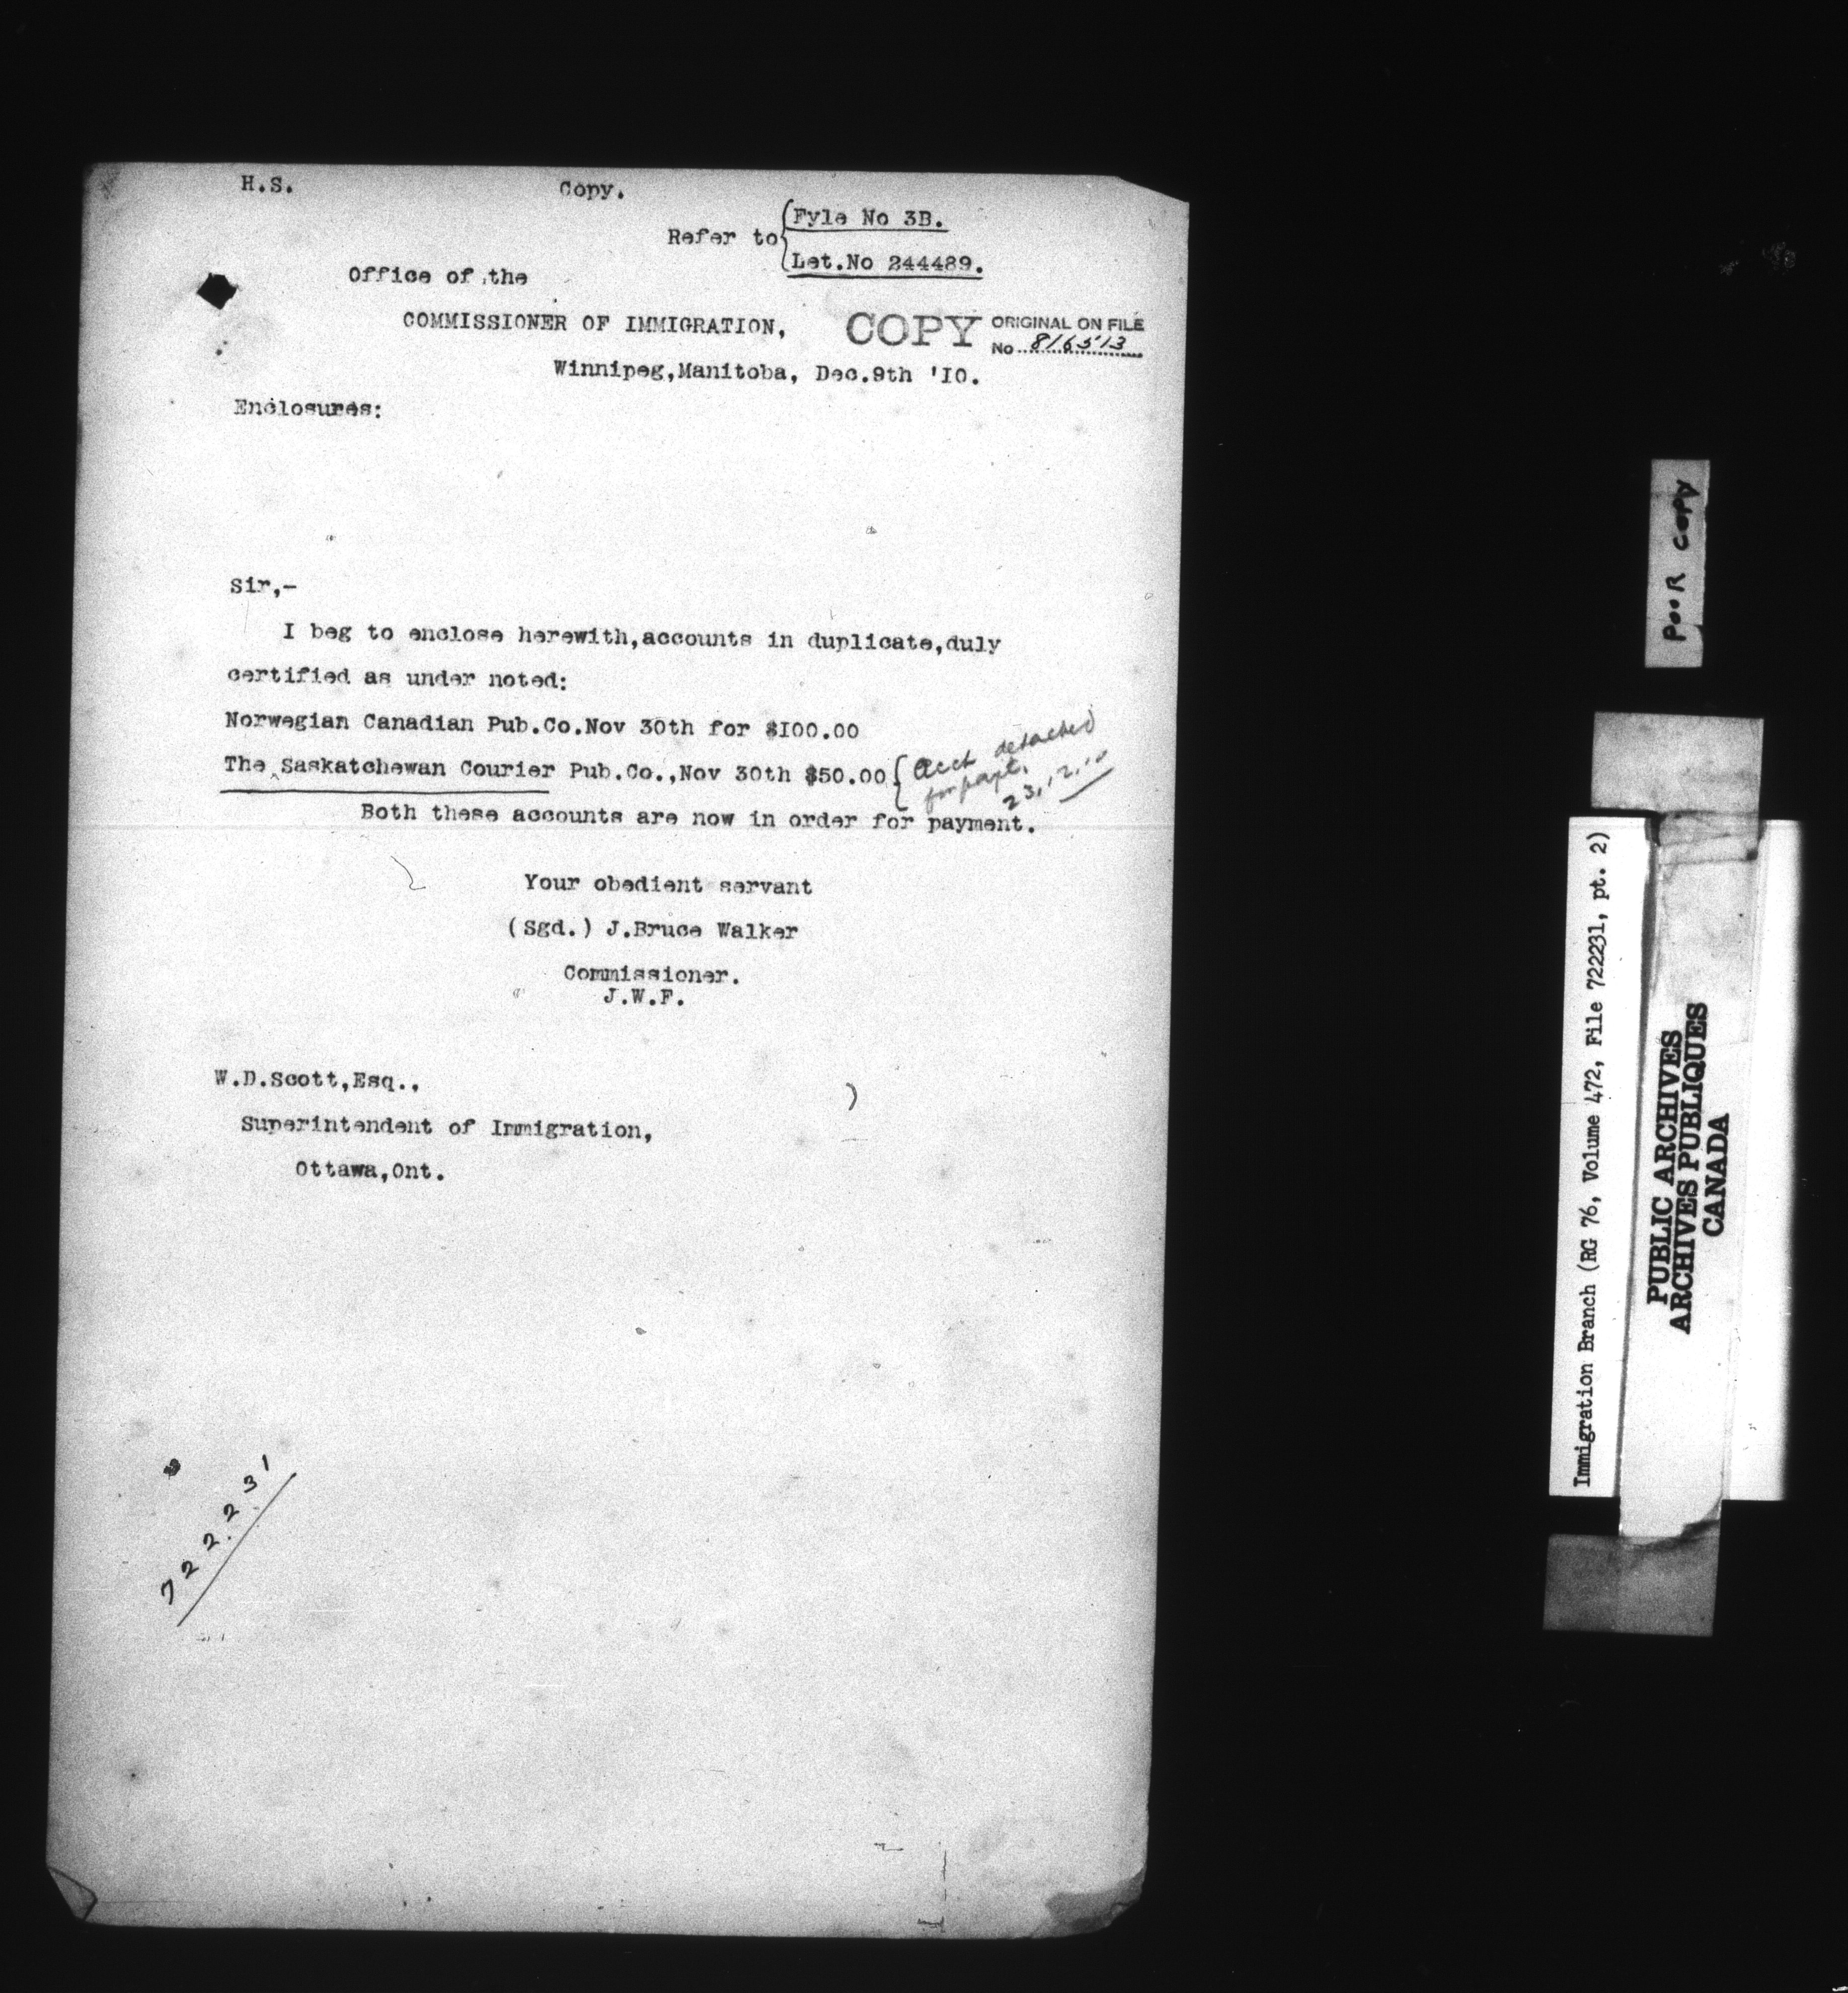 H.S.
Copy.
Refer to
Fyle No 3B.
Let.No 244489.
Office of the
COMMISSIONER OF IMMIGRATION,
COPY ORIGINAL ON FILE
No 816513
Winnipeg,Manitoba, Dec.9th '10.
Enclosures:
Sir,-
I beg to enclose herewith,accounts in duplicate,duly
certified as under noted:
Norwegian Canadian Pub.Co.Nov 30th for $100.00
The Saskatchewan Courier Pub.Co.,Nov 30th $50.00
Acct detached
for payt.
23.12.10
Both these accounts are now in order for payment.
Your obedient servant
(Sgd.) J.Bruce Walker
Commissioner.
J.W.F.
W.D.Scott,Esq.,
Superintendent of Immigration,
Ottawa,Ont.
722231
POOR COPY
Immigration Branch (RG 76, Volume 472, File 722231, pt. 2)
PUBLIC ARCHIVES
ARCHIVES PUBLIQUES
CANADA